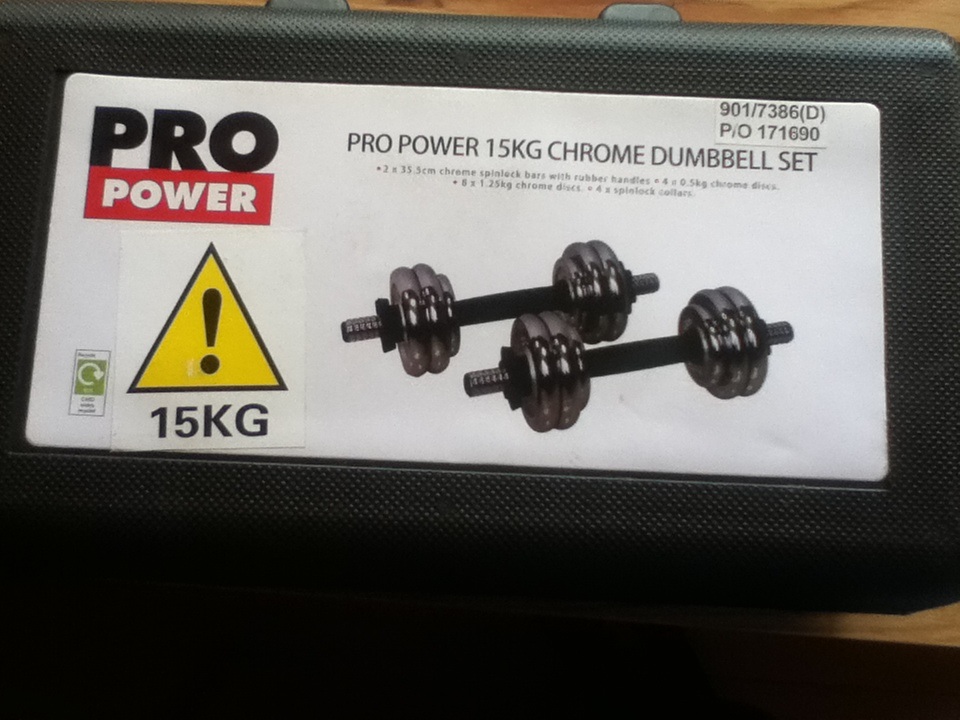 PRO
POWER
901/7386(D)
P/O 171690
PRO POWER 15KG CHROME DUMBBELL SET
• 2 x 35.5cm chrome spinlock bars with rubber handles • 4 x 0.5kg chrome discs.
• 8 x 1.25kg chrome discs. • 4 x spinlock collars.
15KG
Recycle